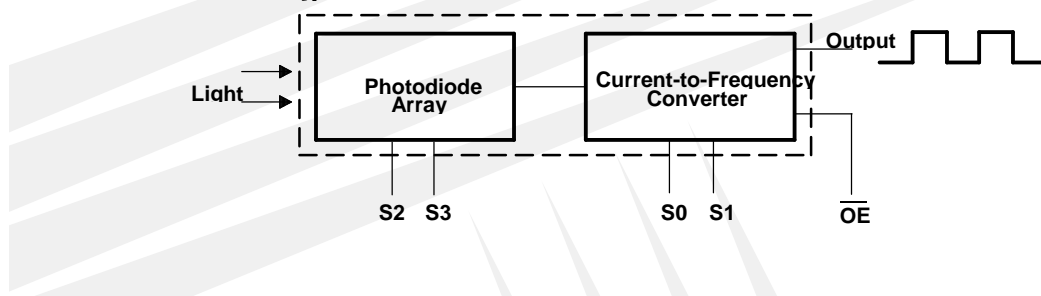 Output
Light
Photodiode
Array
Current-to-Frequency
Converter
S2 S3 S0 S1 OE